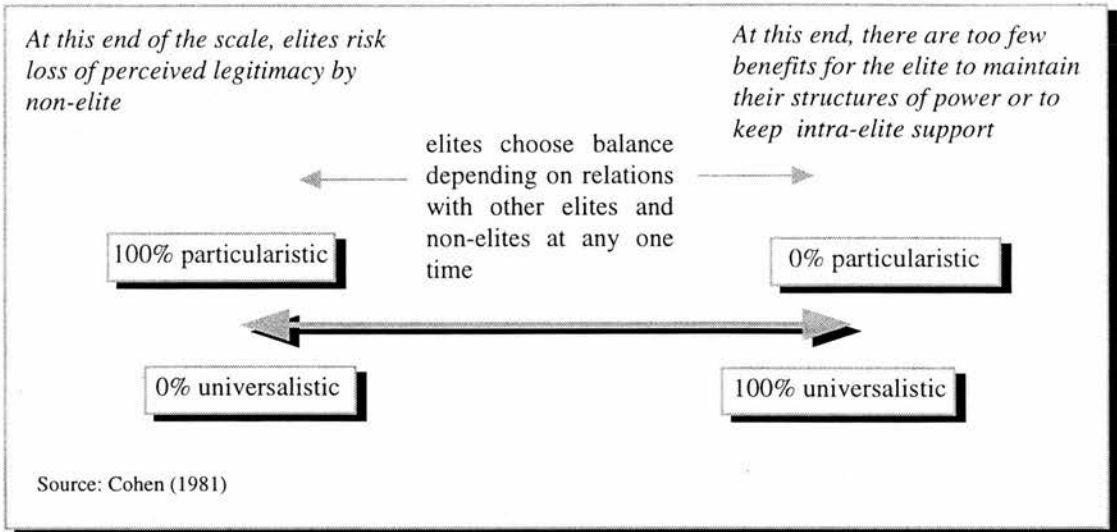 At this end of the scale, elites risk
loss of perceived legitimacy by
non-elite
At this end, there are too few
benefits for the elite to maintain
their structures of power or to
keep intra-elite support
elites choose balance
depending on relations
with other elites and
non-elites at any one
time
100% particularistic
0% particularistic
0% universalistic
100% universalistic
Source: Cohen (1981)